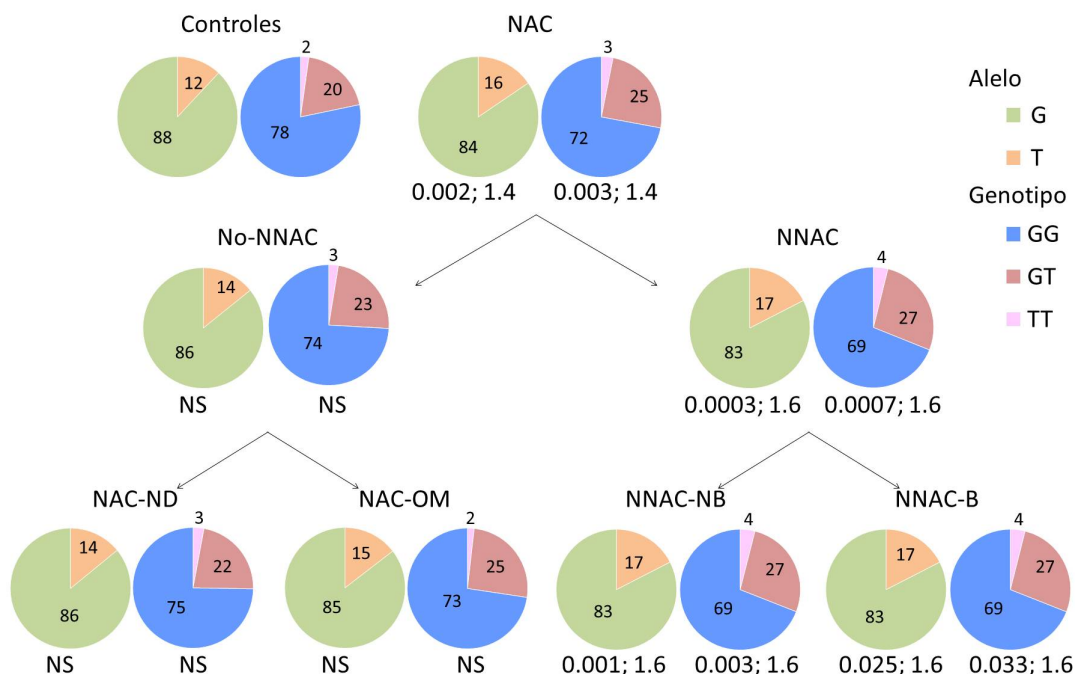 Controles
NAC
12
88
2
20
78
16
84
3
25
72
0.002; 1.4
0.003; 1.4
Alelo
G
T
Genotipo
GG
GT
TT
No-NNAC
NNAC
14
86
3
23
74
17
83
4
27
69
NS
NS
0.0003; 1.6
0.0007; 1.6
NAC-ND
NAC-OM
NNAC-NB
NNAC-B
14
86
3
22
75
15
85
2
25
73
17
83
4
27
69
17
83
4
27
69
NS
NS
NS
NS
0.001; 1.6
0.003; 1.6
0.025; 1.6
0.033; 1.6